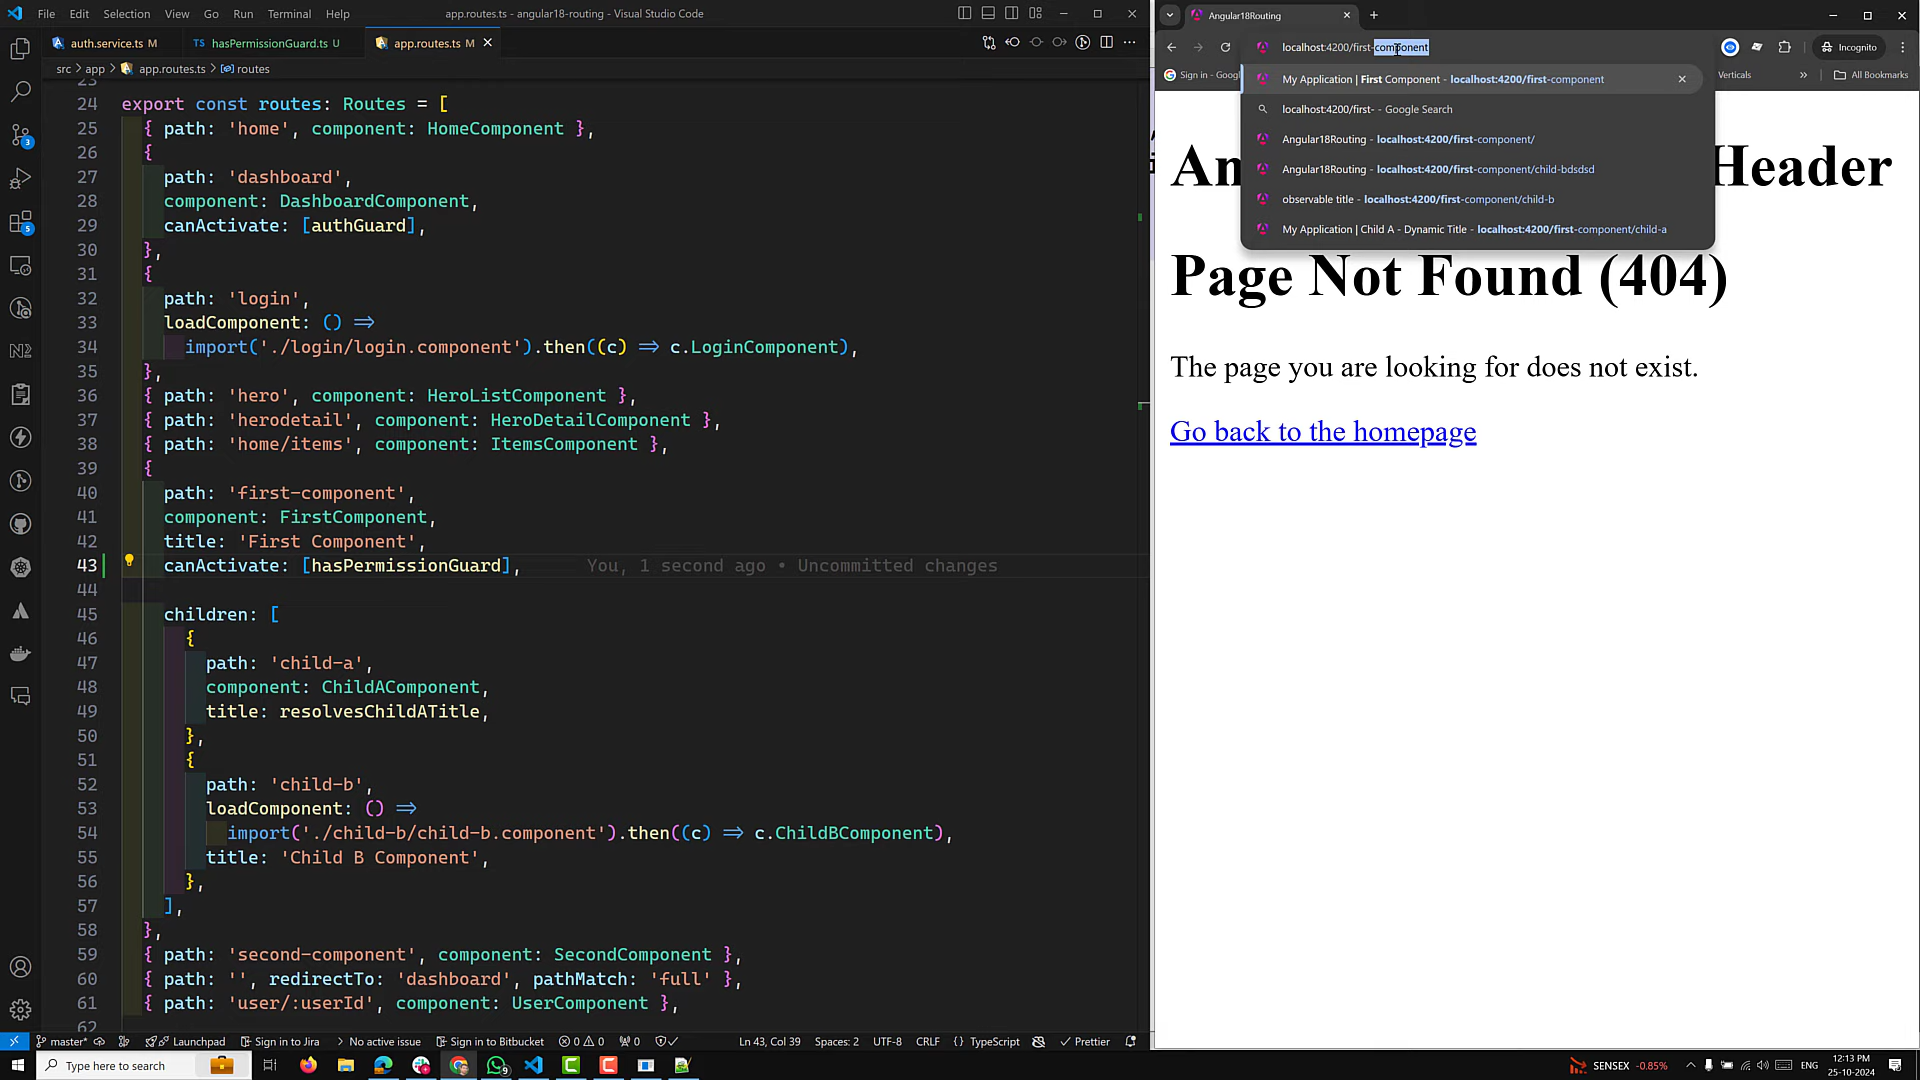 File Edit Selection View Go Run Terminal Help
app.routes.ts - angular18-routing - Visual Studio Code
auth.service.ts M
hasPermissionGuard.ts U
app.routes.ts M
src > app > app.routes.ts > routes
23
24 export const routes: Routes = [
25 { path: 'home', component: HomeComponent },
26 {
27 path: 'dashboard',
28 component: DashboardComponent,
29 canActivate: [authGuard],
30 },
31 {
32 path: 'login',
33 loadComponent: () ⇒
34 import('./login/login.component').then((c) ⇒ c.LoginComponent),
35 },
36 { path: 'hero', component: HeroListComponent },
37 { path: 'herodetail', component: HeroDetailComponent },
38 { path: 'home/items', component: ItemsComponent },
39 {
40 path: 'first-component',
41 component: FirstComponent,
42 title: 'First Component',
43 canActivate: [hasPermissionGuard], You, 1 second ago • Uncommitted changes
44
45 children: [
46 {
47 path: 'child-a',
48 component: ChildAComponent,
49 title: resolvesChildATitle,
50 },
51 {
52 path: 'child-b',
53 loadComponent: () ⇒
54 import('./child-b/child-b.component').then((c) ⇒ c.ChildBComponent),
55 title: 'Child B Component',
56 },
57 ],
58 },
59 { path: 'second-component', component: SecondComponent },
60 { path: '', redirectTo: 'dashboard', pathMatch: 'full' },
61 { path: 'user/:userId', component: UserComponent },
62
3
5
master* Launchpad Sign in to Jira No active issue Sign in to Bitbucket 0 0 0 Ln 43, Col 39 Spaces: 2 UTF-8 CRLF {} TypeScript Prettier
Angular18Routing
localhost:4200/first-component
Incognito
Sign in - Googl
Verticals
»
All Bookmarks
My Application | First Component - localhost:4200/first-component
localhost:4200/first- - Google Search
Angular18Routing - localhost:4200/first-component/
Angular18Routing - localhost:4200/first-component/child-bdsdsd
observable title - localhost:4200/first-component/child-b
My Application | Child A - Dynamic Title - localhost:4200/first-component/child-a
An
Header
Page Not Found (404)
The page you are looking for does not exist.
Go back to the homepage
Type here to search
9
SENSEX -0.85%
ENG
12:13 PM
25-10-2024